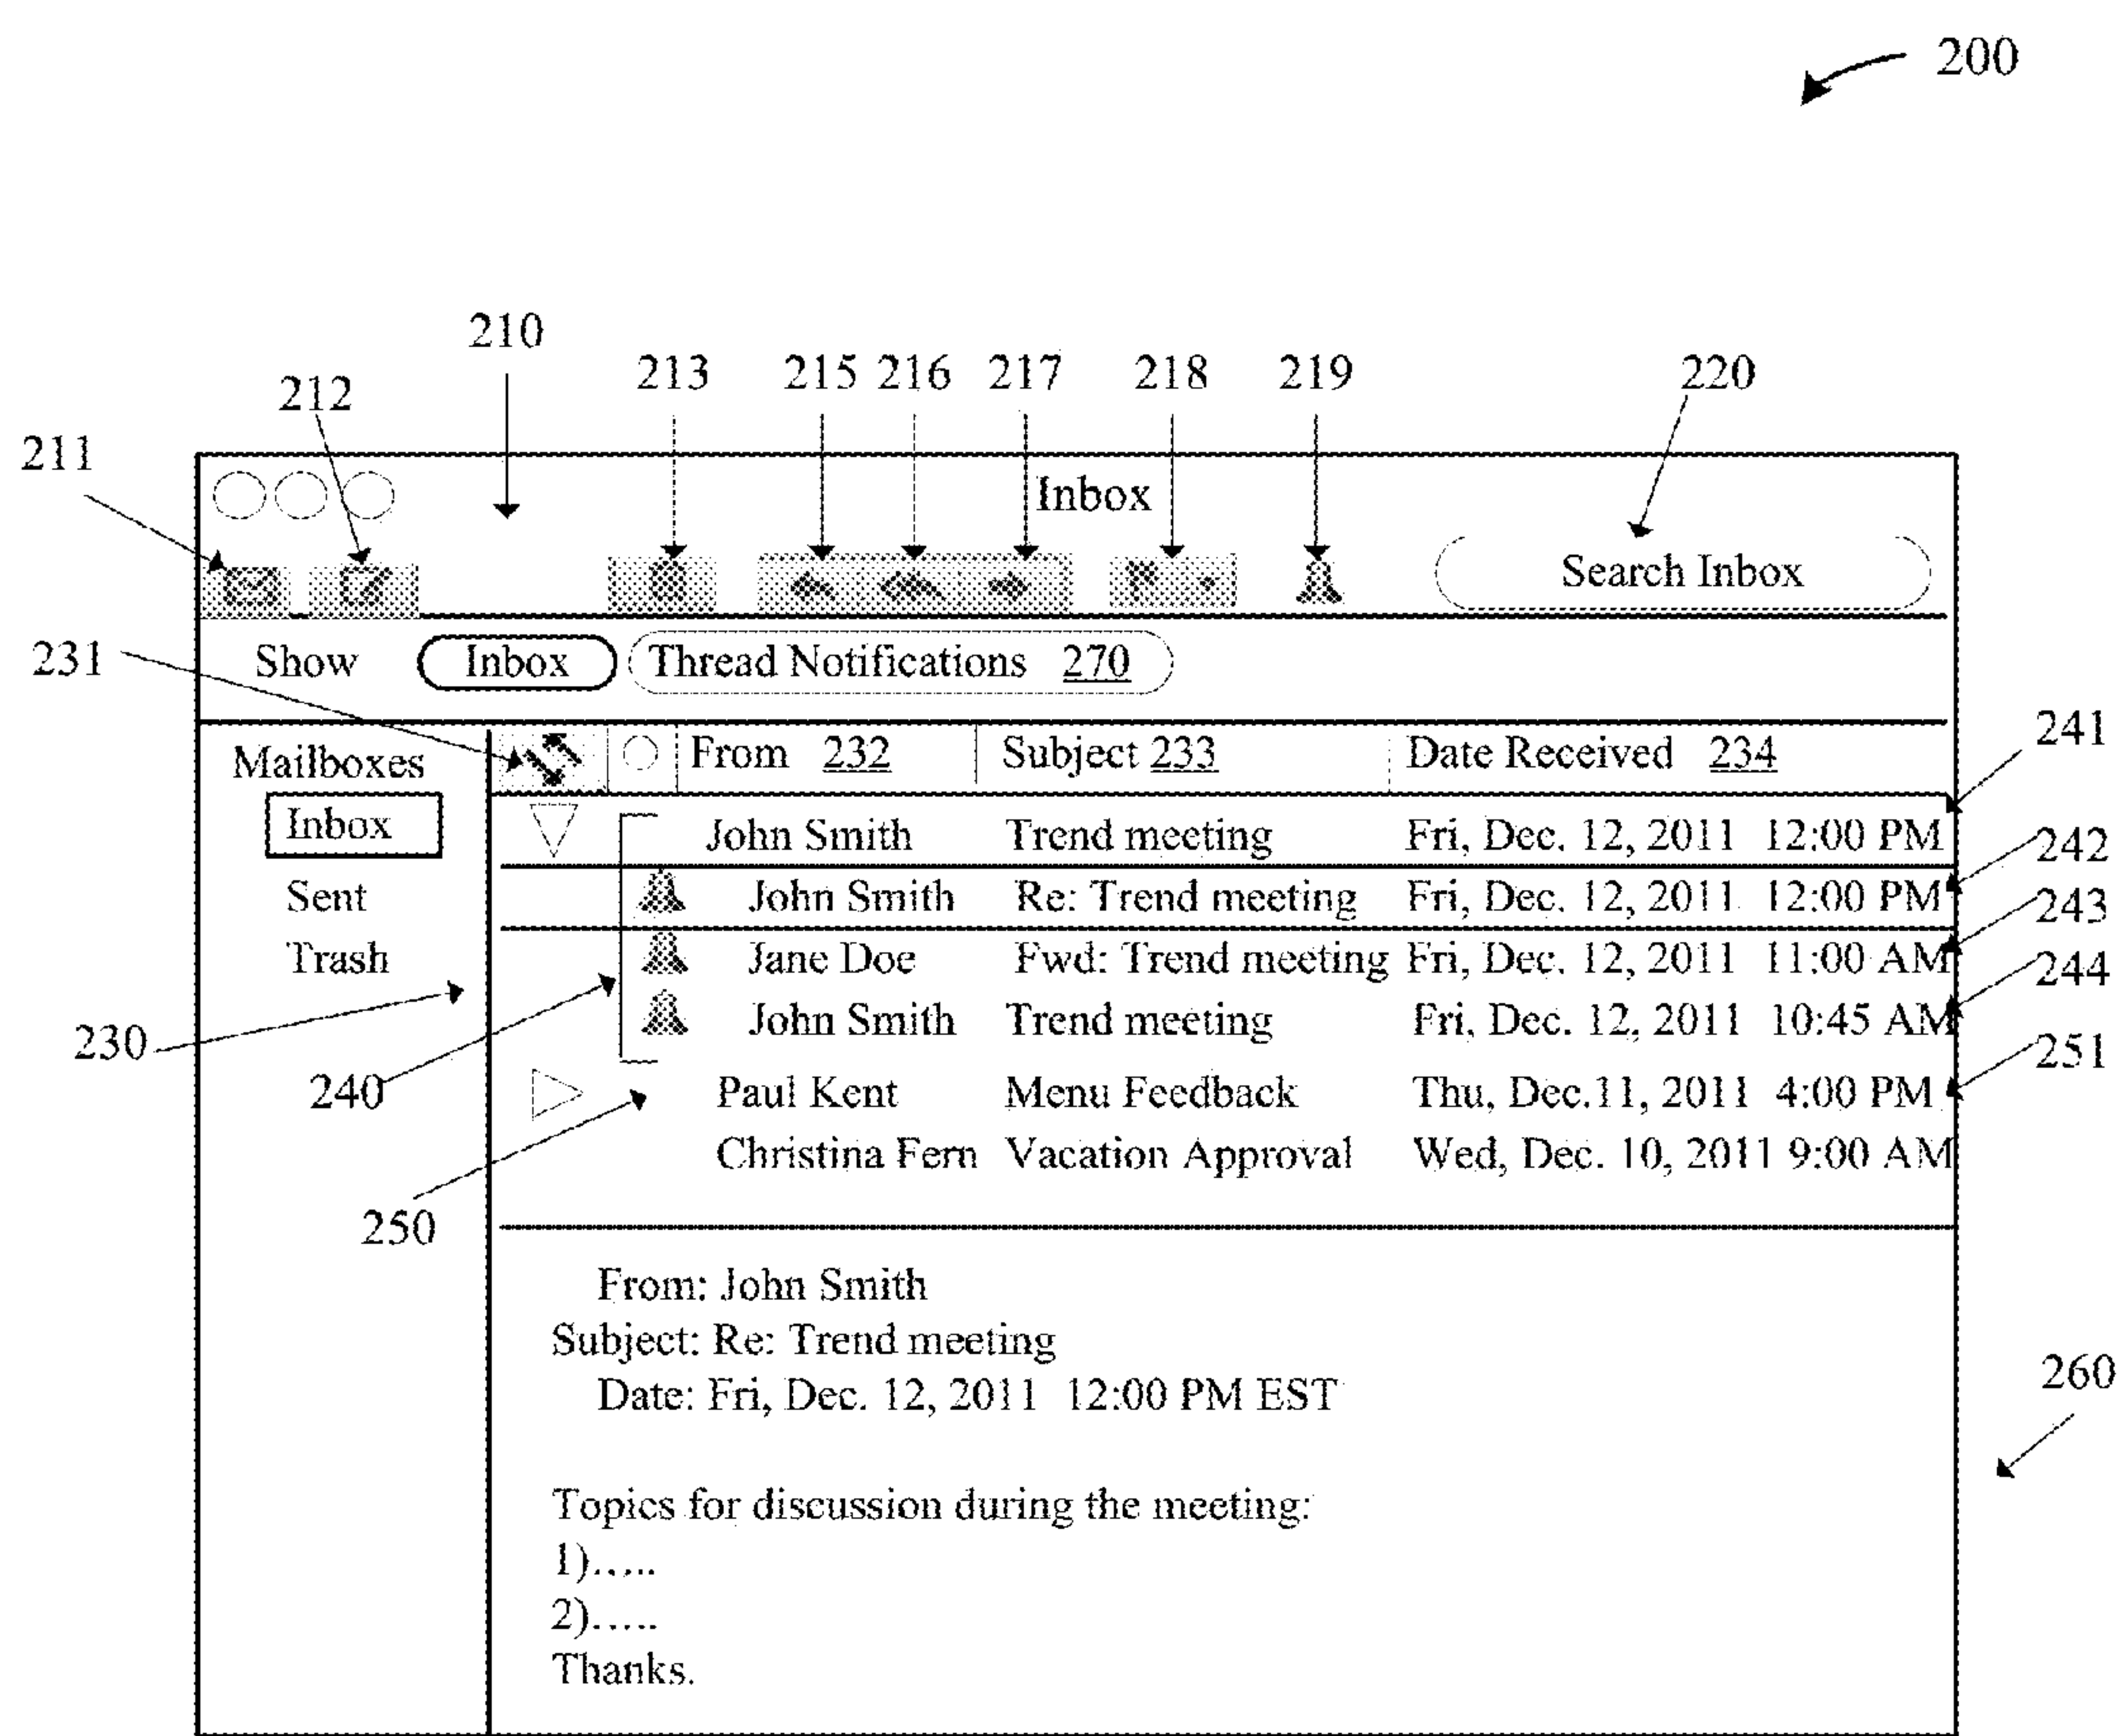 200
210
213 215 216 217 218 219 220
212
211
Inbox
Search Inbox
231 Show Inbox Thread Notifications 270
Mailboxes From 232 Subject 233 Date Received 234 241
Inbox John Smith Trend meeting Fri, Dec. 12, 2011 12:00 PM 242
Sent John Smith Re: Trend meeting Fri, Dec. 12, 2011 12:00 PM 243
Trash Jane Doe Fwd: Trend meeting Fri, Dec. 12, 2011 11:00 AM 244
230 John Smith Trend meeting Fri, Dec. 12, 2011 10:45 AM 251
240 Paul Kent Menu Feedback Thu, Dec.11, 2011 4:00 PM
Christina Fern Vacation Approval Wed, Dec. 10, 2011 9:00 AM
250
From: John Smith
Subject: Re: Trend meeting
260
Date: Fri, Dec. 12, 2011 12:00 PM EST
Topics for discussion during the meeting:
1).....
2).....
Thanks.